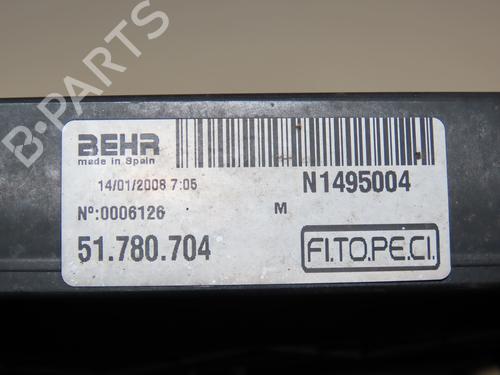 BEHR
made in Spain
14/01/2008 7:05
N1495004
Nº:0006126
M
51.780.704
FI.TO.PE.CI.
B-PARTS